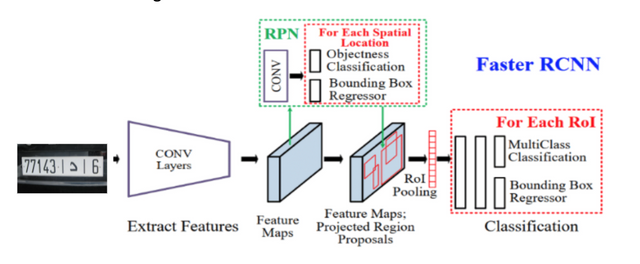 RPN
For Each Spatial
Location
CONV
Objectness
Classification
Bounding Box
Regressor
Faster RCNN
77143 | د | 6
CONV
Layers
For Each RoI
MultiClass
Classification
Bounding Box
Regressor
RoI
Pooling
Extract Features
Feature
Maps
Feature Maps;
Projected Region
Proposals
Classification